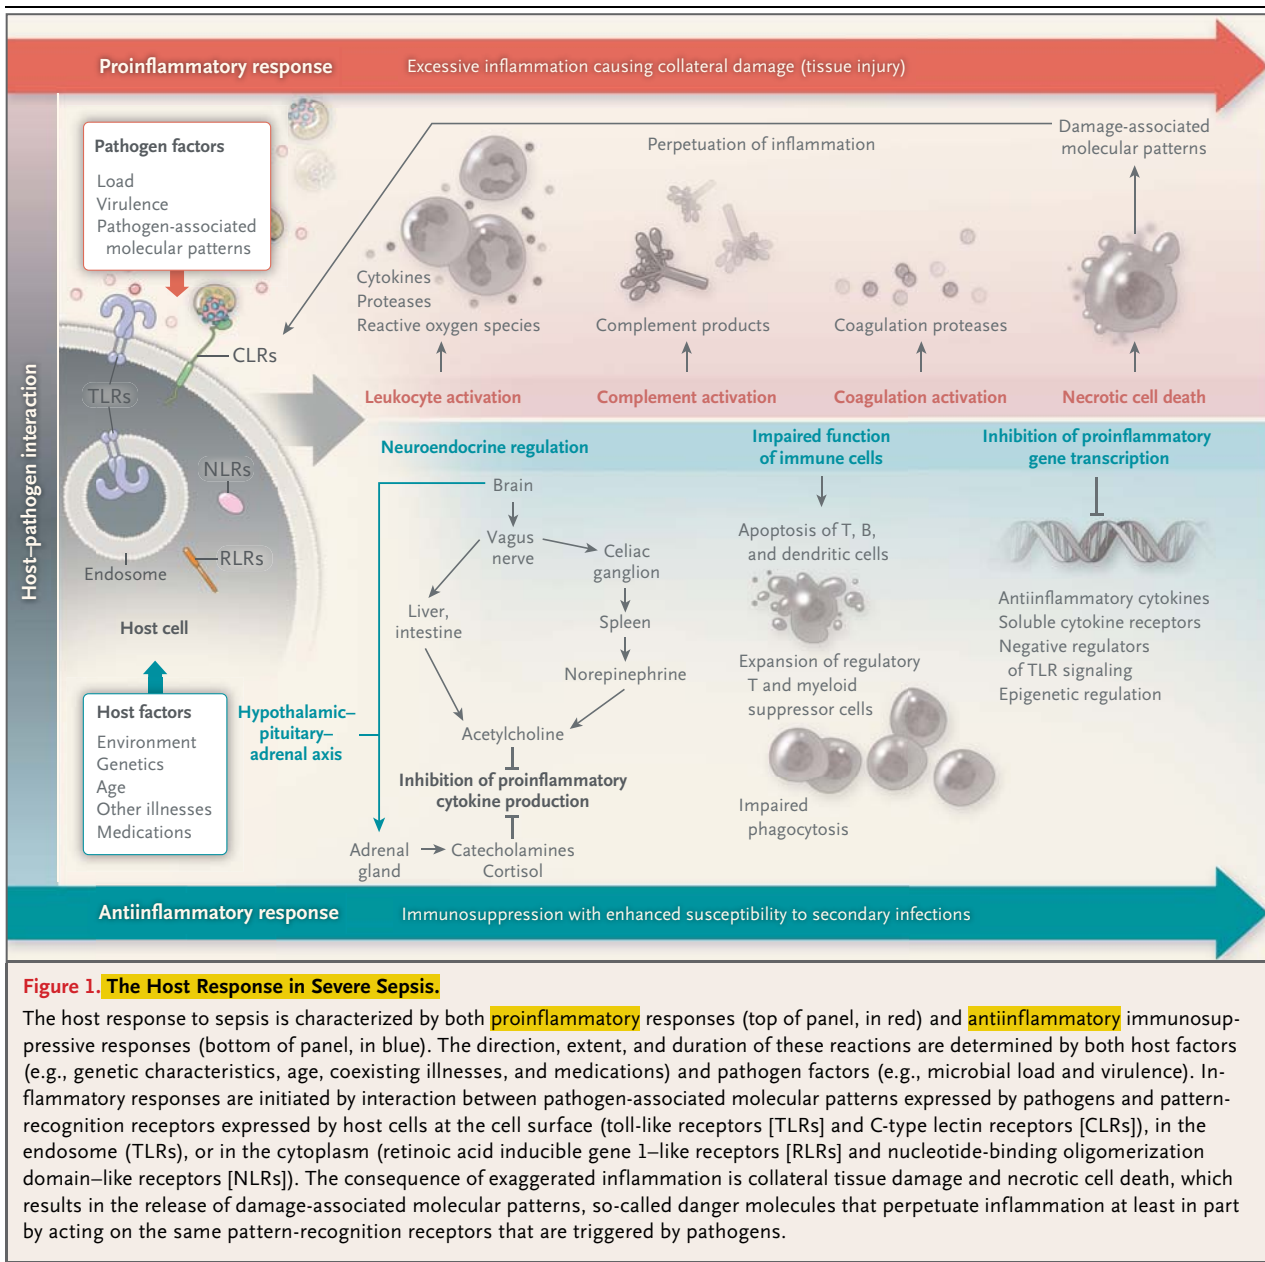 Proinflammatory response
Excessive inflammation causing collateral damage (tissue injury)
Host–pathogen interaction
Pathogen factors
Load
Virulence
Pathogen-associated
molecular patterns
TLRs
CLRs
NLRs
RLRs
Endosome
Host cell
Host factors
Environment
Genetics
Age
Other illnesses
Medications
Perpetuation of inflammation
Damage-associated
molecular patterns
Cytokines
Proteases
Reactive oxygen species
Complement products
Coagulation proteases
Leukocyte activation
Complement activation
Coagulation activation
Necrotic cell death
Neuroendocrine regulation
Brain
Vagus
nerve
Celiac
ganglion
Liver,
intestine
Spleen
Norepinephrine
Hypothalamic–
pituitary–
adrenal axis
Acetylcholine
Inhibition of proinflammatory
cytokine production
Adrenal
gland
Catecholamines
Cortisol
Impaired function
of immune cells
Apoptosis of T, B,
and dendritic cells
Expansion of regulatory
T and myeloid
suppressor cells
Impaired
phagocytosis
Inhibition of proinflammatory
gene transcription
Antiinflammatory cytokines
Soluble cytokine receptors
Negative regulators
of TLR signaling
Epigenetic regulation
Antiinflammatory response
Immunosuppression with enhanced susceptibility to secondary infections
Figure 1. The Host Response in Severe Sepsis.
The host response to sepsis is characterized by both proinflammatory responses (top of panel, in red) and antiinflammatory immunosup-
pressive responses (bottom of panel, in blue). The direction, extent, and duration of these reactions are determined by both host factors
(e.g., genetic characteristics, age, coexisting illnesses, and medications) and pathogen factors (e.g., microbial load and virulence). In-
flammatory responses are initiated by interaction between pathogen-associated molecular patterns expressed by pathogens and pattern-
recognition receptors expressed by host cells at the cell surface (toll-like receptors [TLRs] and C-type lectin receptors [CLRs]), in the
endosome (TLRs), or in the cytoplasm (retinoic acid inducible gene 1–like receptors [RLRs] and nucleotide-binding oligomerization
domain–like receptors [NLRs]). The consequence of exaggerated inflammation is collateral tissue damage and necrotic cell death, which
results in the release of damage-associated molecular patterns, so-called danger molecules that perpetuate inflammation at least in part
by acting on the same pattern-recognition receptors that are triggered by pathogens.